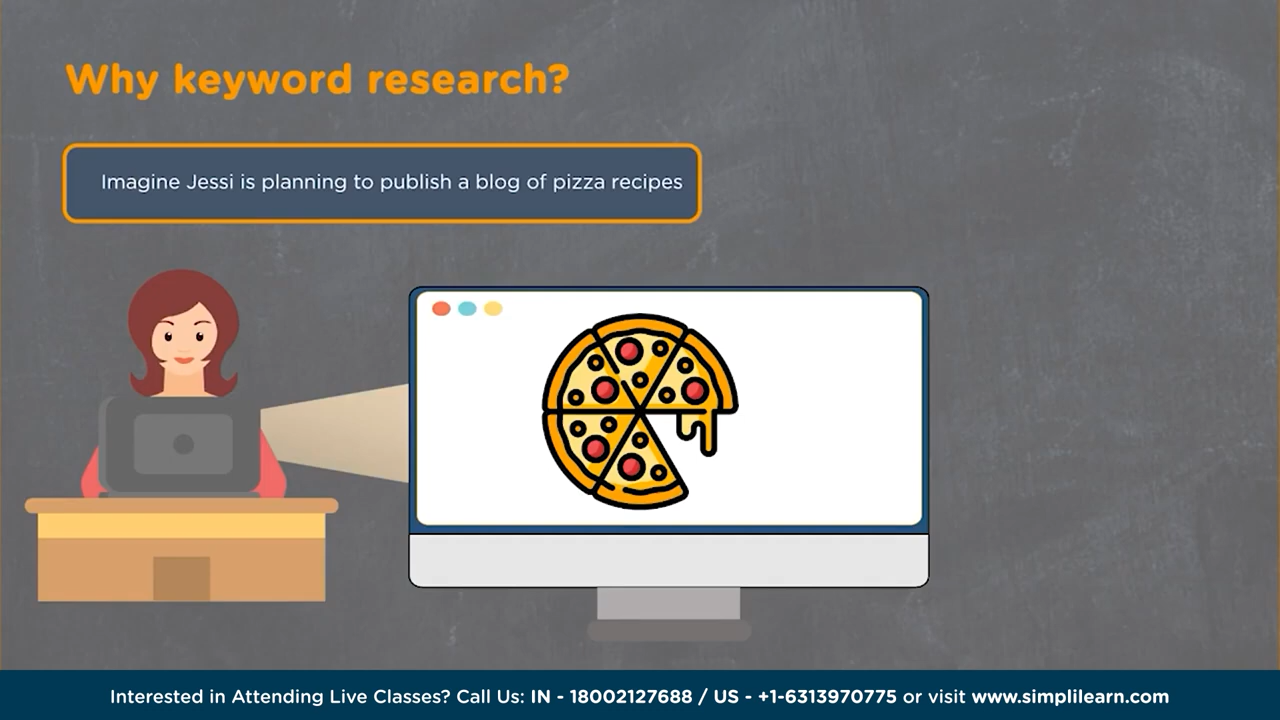 Why keyword research?
Imagine Jessi is planning to publish a blog of pizza recipes
Interested in Attending Live Classes? Call Us: IN - 18002127688 / US - +1-6313970775 or visit www.simplilearn.com